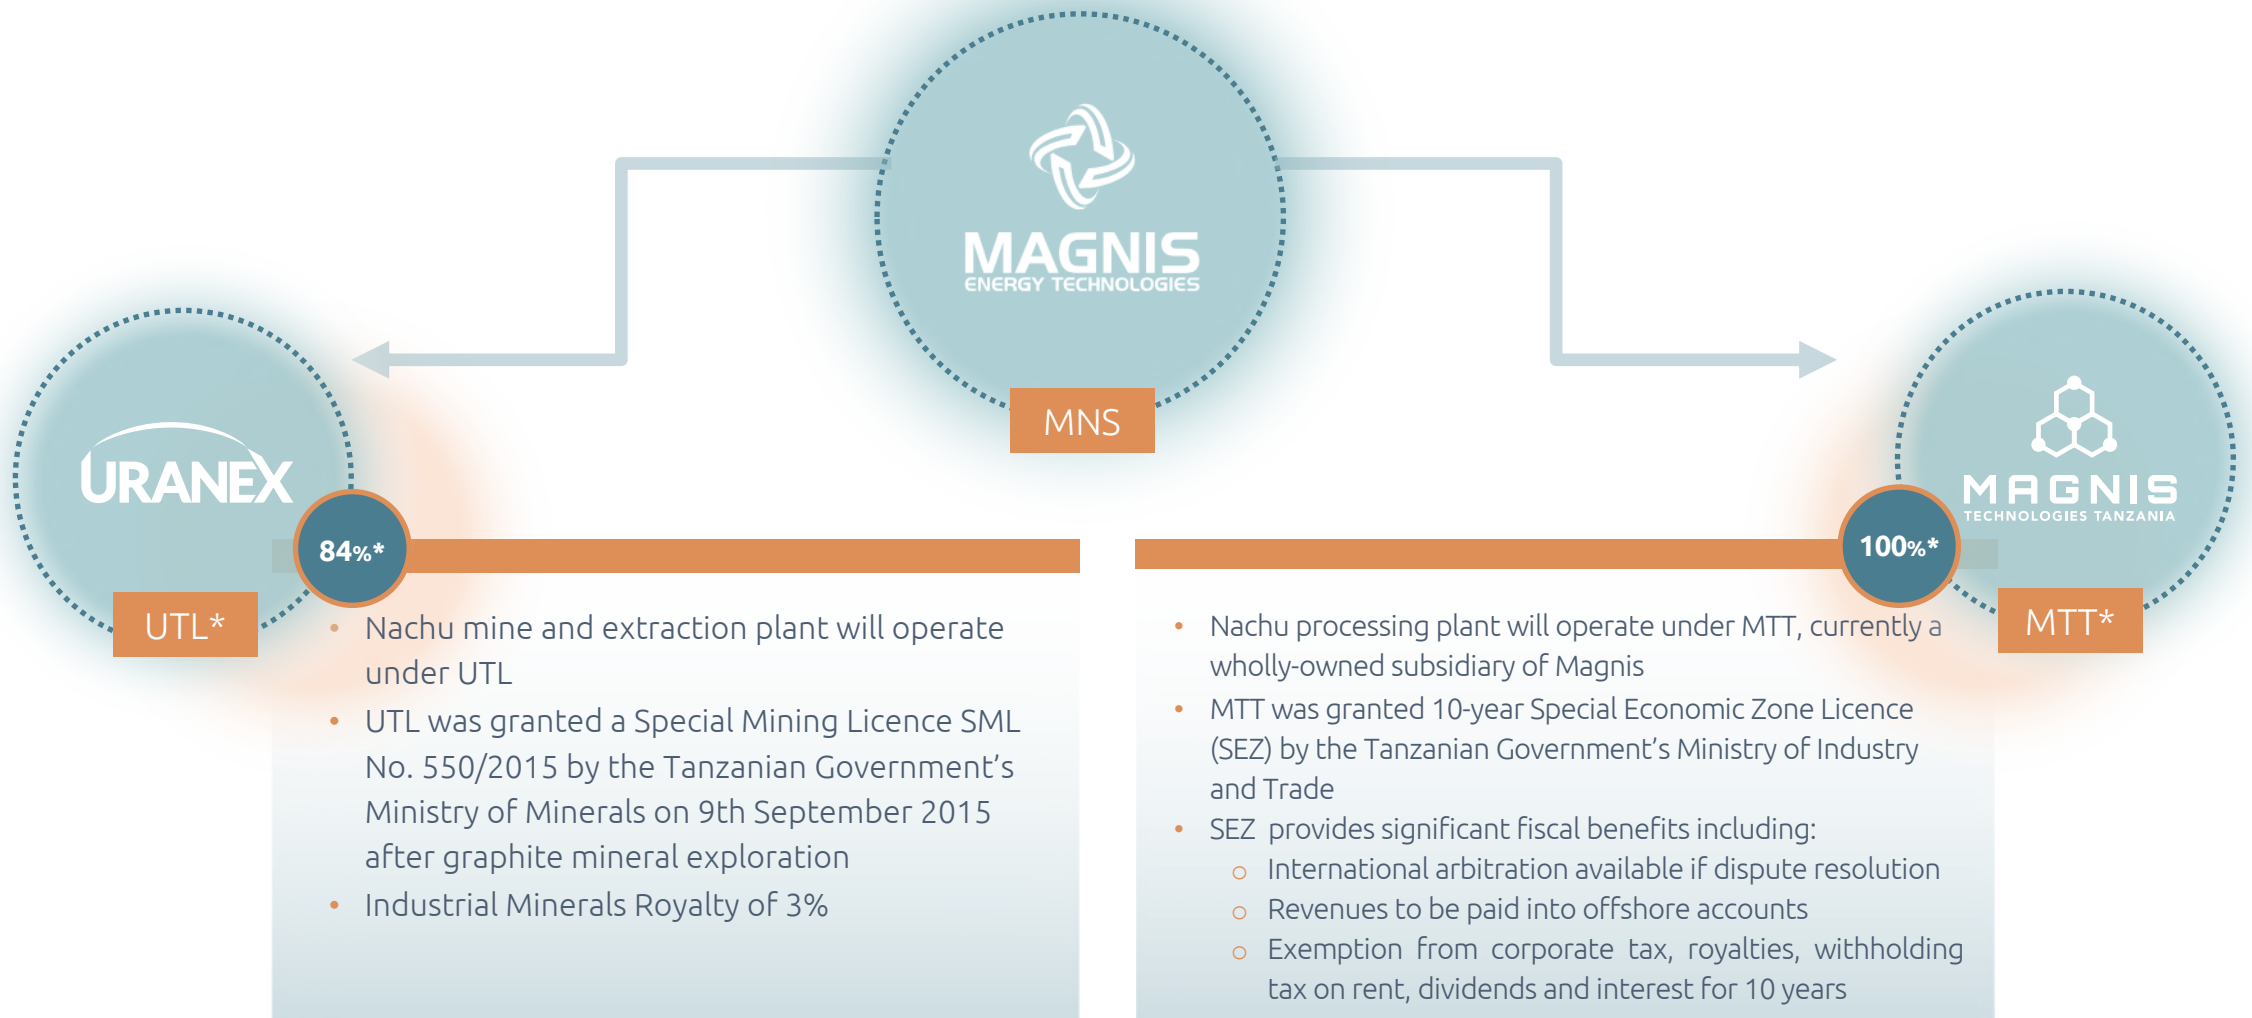 MAGNIS
ENERGY TECHNOLOGIES
MNS
URANEX
84%*
UTL*
• Nachu mine and extraction plant will operate
under UTL
• UTL was granted a Special Mining Licence SML
No. 550/2015 by the Tanzanian Government’s
Ministry of Minerals on 9th September 2015
after graphite mineral exploration
• Industrial Minerals Royalty of 3%
MAGNIS
TECHNOLOGIES TANZANIA
100%*
MTT*
• Nachu processing plant will operate under MTT, currently a
wholly-owned subsidiary of Magnis
• MTT was granted 10-year Special Economic Zone Licence
(SEZ) by the Tanzanian Government’s Ministry of Industry
and Trade
• SEZ provides significant fiscal benefits including:
o International arbitration available if dispute resolution
o Revenues to be paid into offshore accounts
o Exemption from corporate tax, royalties, withholding
tax on rent, dividends and interest for 10 years